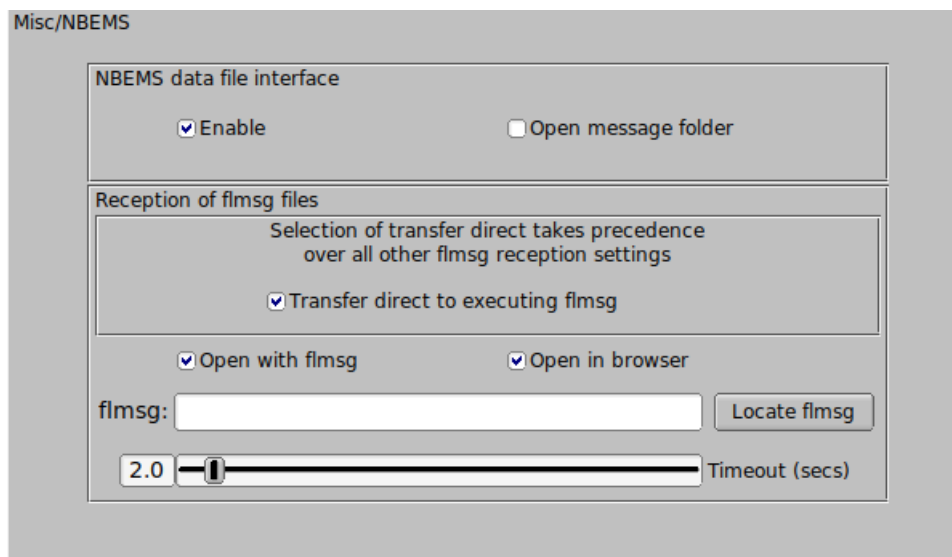 Misc/NBEMS
NBEMS data file interface
Enable
Open message folder
Reception of flmsg files
Selection of transfer direct takes precedence
over all other flmsg reception settings
Transfer direct to executing flmsg
Open with flmsg
Open in browser
flmsg:
Locate flmsg
2.0
Timeout (secs)